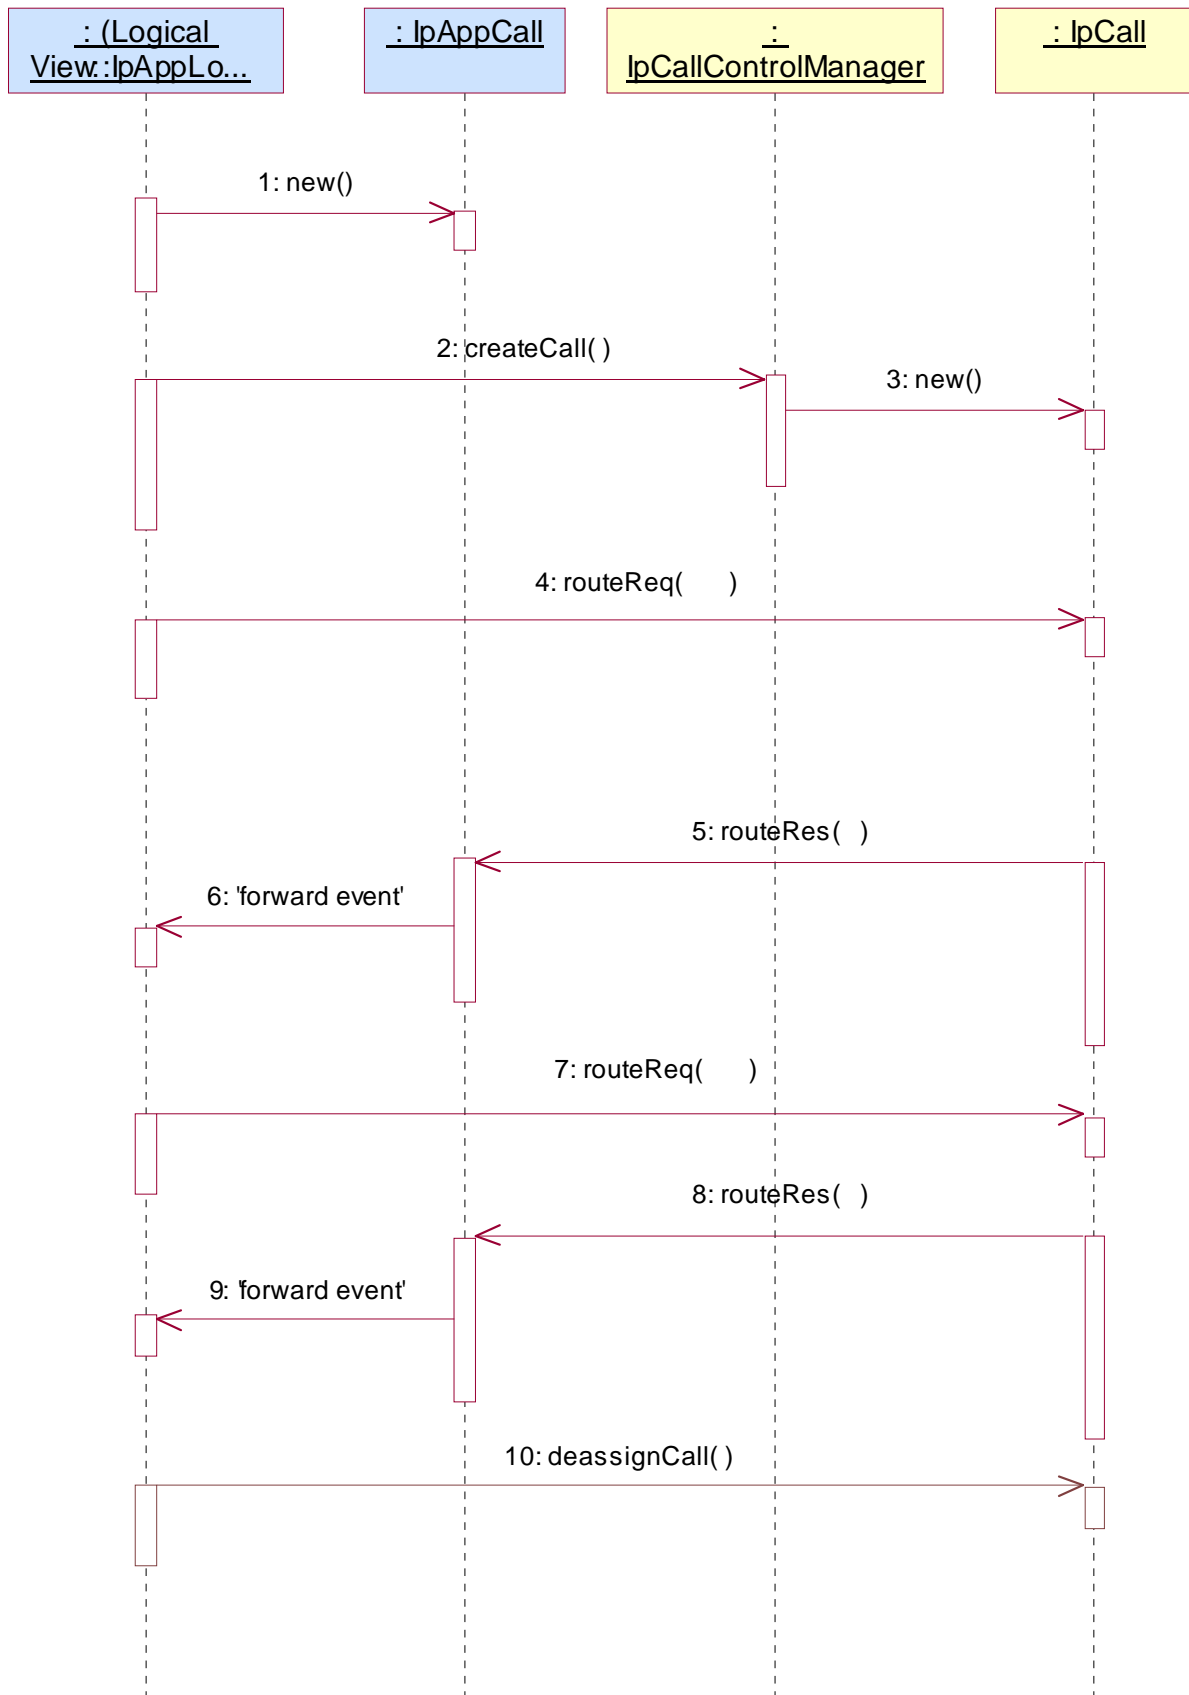 : (Logical
View::IpAppLo...
: IpAppCall
:
IpCallControlManager
: IpCall
1: new()
2: createCall( )
3: new()
4: routeReq( )
5: routeRes( )
6: 'forward event'
7: routeReq( )
8: routeRes( )
9: 'forward event'
10: deassignCall( )